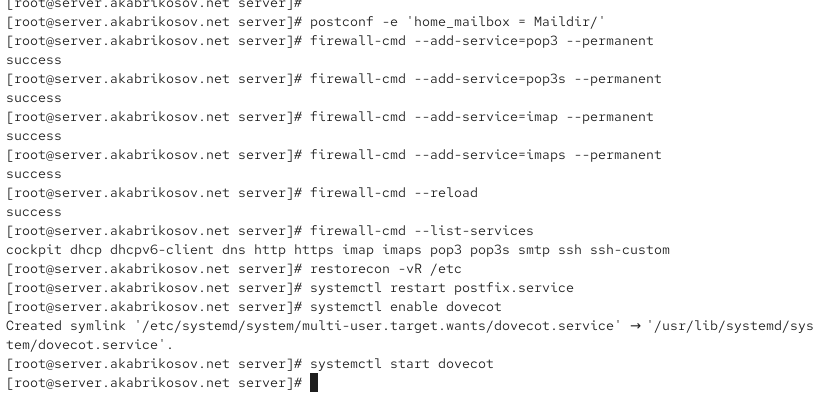 [root@server.akabrikosov.net server]#
[root@server.akabrikosov.net server]# postconf -e 'home_mailbox = Maildir/'
[root@server.akabrikosov.net server]# firewall-cmd --add-service=pop3 --permanent
success
[root@server.akabrikosov.net server]# firewall-cmd --add-service=pop3s --permanent
success
[root@server.akabrikosov.net server]# firewall-cmd --add-service=imap --permanent
success
[root@server.akabrikosov.net server]# firewall-cmd --add-service=imaps --permanent
success
[root@server.akabrikosov.net server]# firewall-cmd --reload
success
[root@server.akabrikosov.net server]# firewall-cmd --list-services
cockpit dhcp dhcpv6-client dns http https imap imaps pop3 pop3s smtp ssh ssh-custom
[root@server.akabrikosov.net server]# restorecon -vR /etc
[root@server.akabrikosov.net server]# systemctl restart postfix.service
[root@server.akabrikosov.net server]# systemctl enable dovecot
Created symlink '/etc/systemd/system/multi-user.target.wants/dovecot.service' → '/usr/lib/systemd/sys
tem/dovecot.service'.
[root@server.akabrikosov.net server]# systemctl start dovecot
[root@server.akabrikosov.net server]#